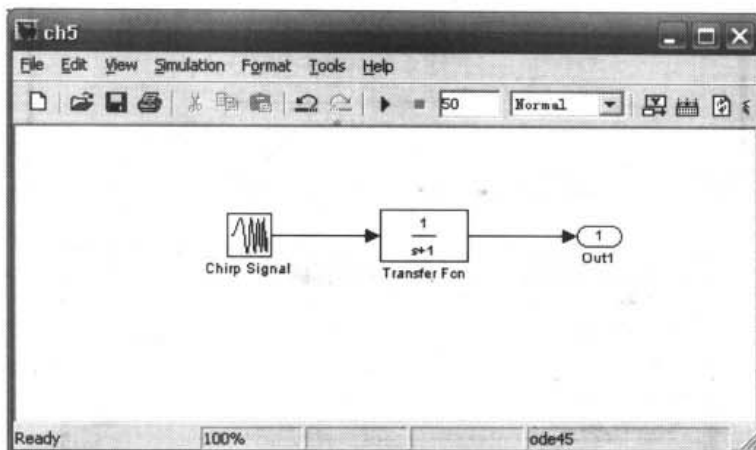 ch5
File Edit View Simulation Format Tools Help
50 Normal
1
s+1
1
Chirp Signal
Transfer Fcn
Out1
Ready 100% ode45